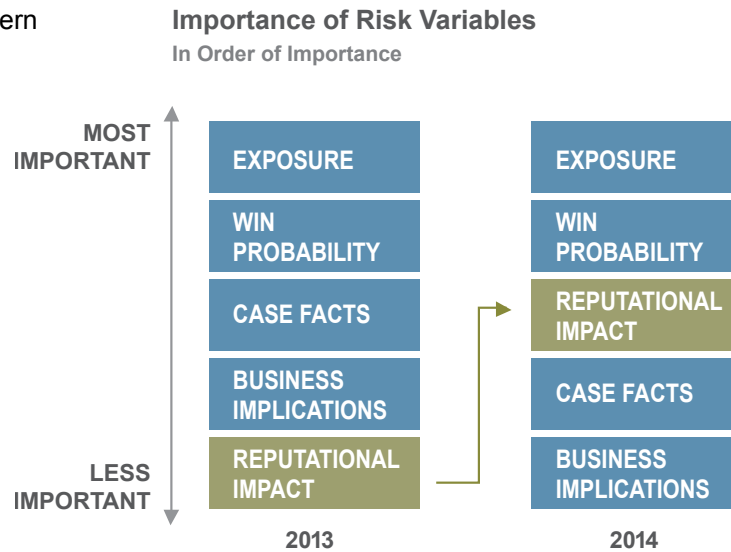 ern
Importance of Risk Variables
In Order of Importance
MOST
IMPORTANT
LESS
IMPORTANT
EXPOSURE
WIN
PROBABILITY
CASE FACTS
BUSINESS
IMPLICATIONS
REPUTATIONAL
IMPACT
2013
EXPOSURE
WIN
PROBABILITY
REPUTATIONAL
IMPACT
CASE FACTS
BUSINESS
IMPLICATIONS
2014